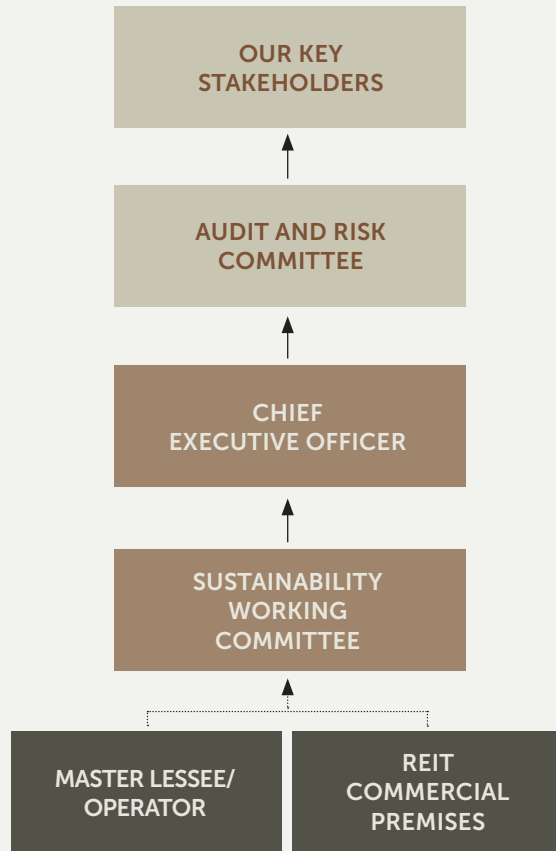 OUR KEY
STAKEHOLDERS
AUDIT AND RISK
COMMITTEE
CHIEF
EXECUTIVE OFFICER
SUSTAINABILITY
WORKING
COMMITTEE
MASTER LESSEE/
OPERATOR
REIT
COMMERCIAL
PREMISES